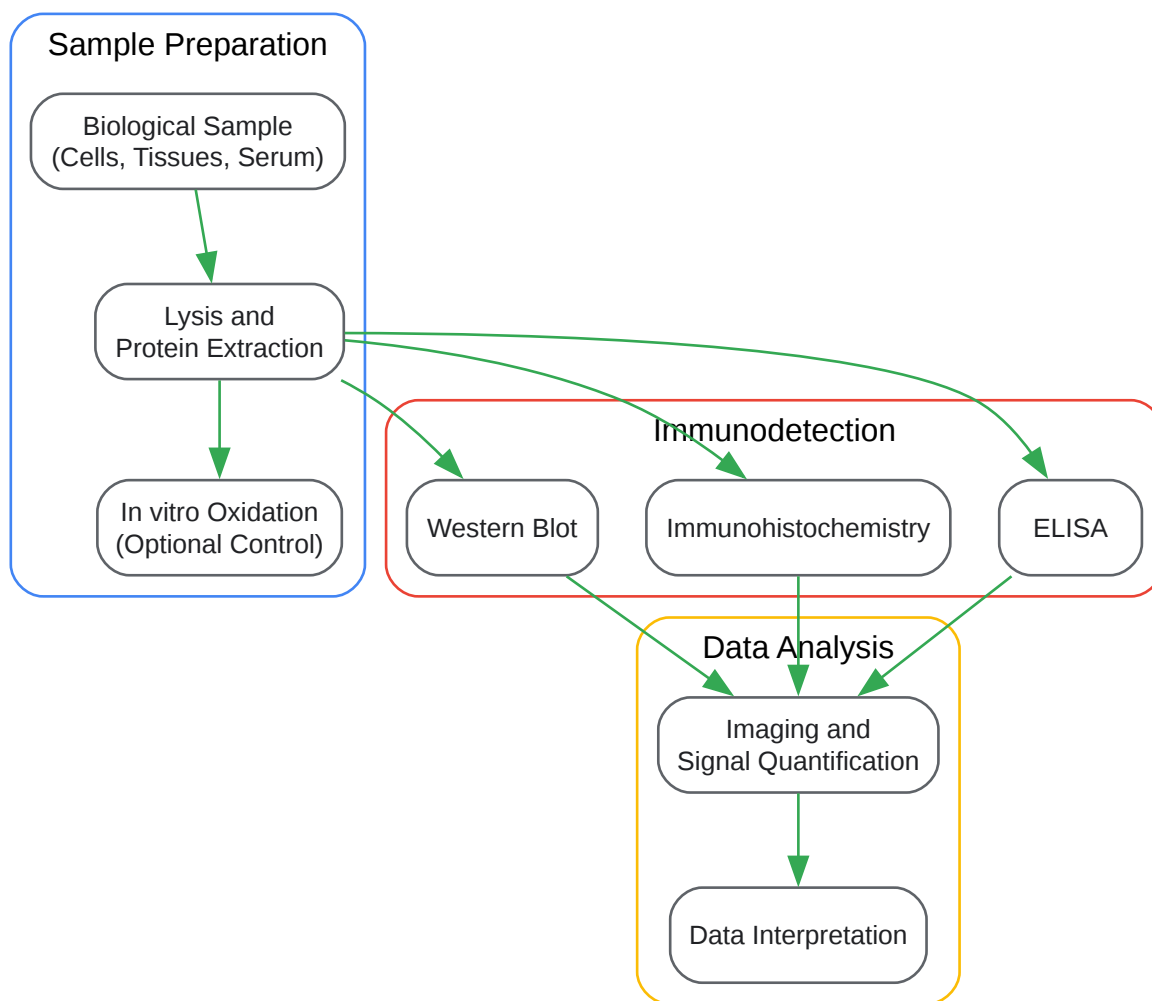 Sample Preparation
Biological Sample
(Cells, Tissues, Serum)
Lysis and
Protein Extraction
In vitro Oxidation
(Optional Control)
Immunodetection
Western Blot
Immunohistochemistry
ELISA
Data Analysis
Imaging and
Signal Quantification
Data Interpretation